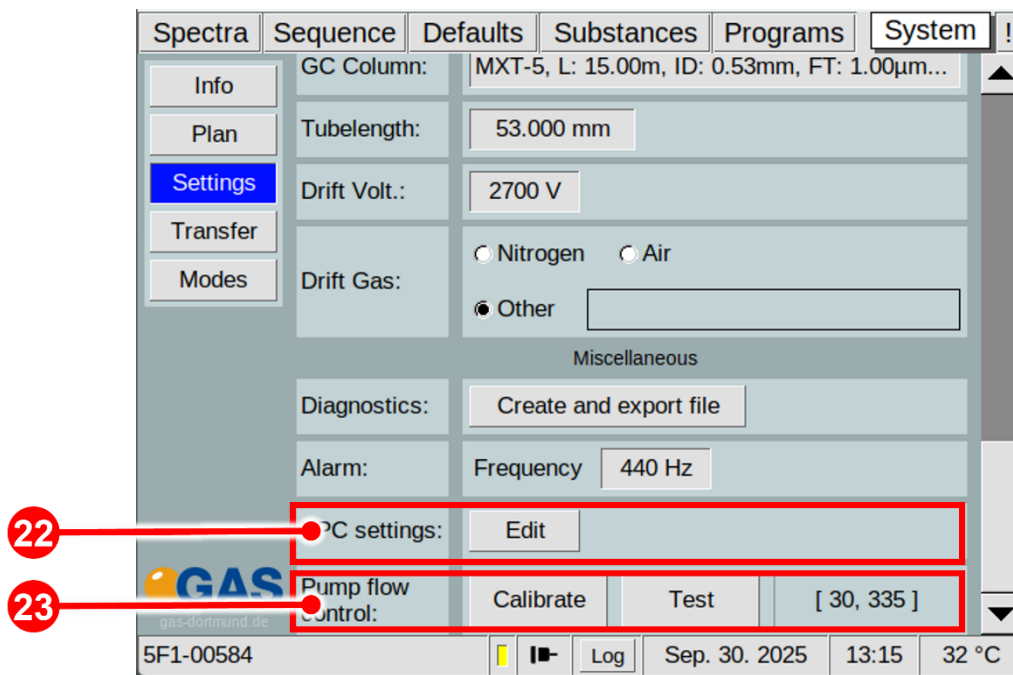 Spectra Sequence Defaults Substances Programs System !
Info
Plan
Settings
Transfer
Modes
GC Column: MXT-5, L: 15.00m, ID: 0.53mm, FT: 1.00µm...
Tubelength: 53.000 mm
Drift Volt.: 2700 V
Drift Gas: Nitrogen Air
Other
Miscellaneous
Diagnostics: Create and export file
Alarm: Frequency 440 Hz
22 PC settings: Edit
23 Pump flow control: Calibrate Test [ 30, 335 ]
GAS
gas-dortmund.de
5F1-00584 Log Sep. 30. 2025 13:15 32 °C